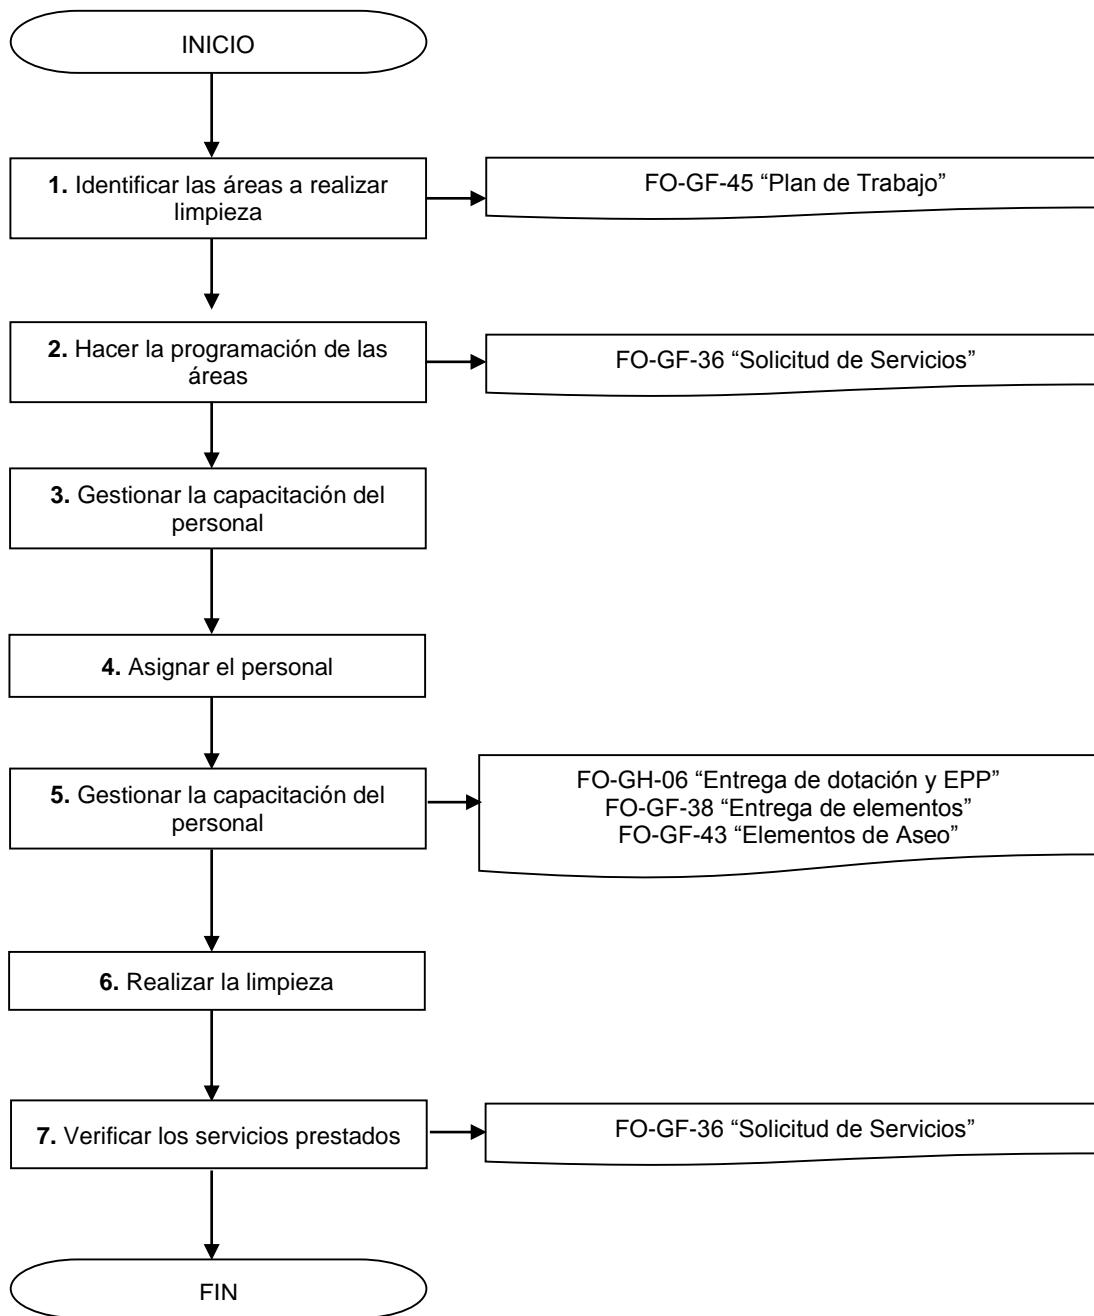 INICIO
1. Identificar las áreas a realizar
limpieza
FO-GF-45 “Plan de Trabajo”
2. Hacer la programación de las
áreas
FO-GF-36 “Solicitud de Servicios”
3. Gestionar la capacitación del
personal
4. Asignar el personal
5. Gestionar la capacitación del
personal
FO-GH-06 “Entrega de dotación y EPP”
FO-GF-38 “Entrega de elementos”
FO-GF-43 “Elementos de Aseo”
6. Realizar la limpieza
7. Verificar los servicios prestados
FO-GF-36 “Solicitud de Servicios”
FIN